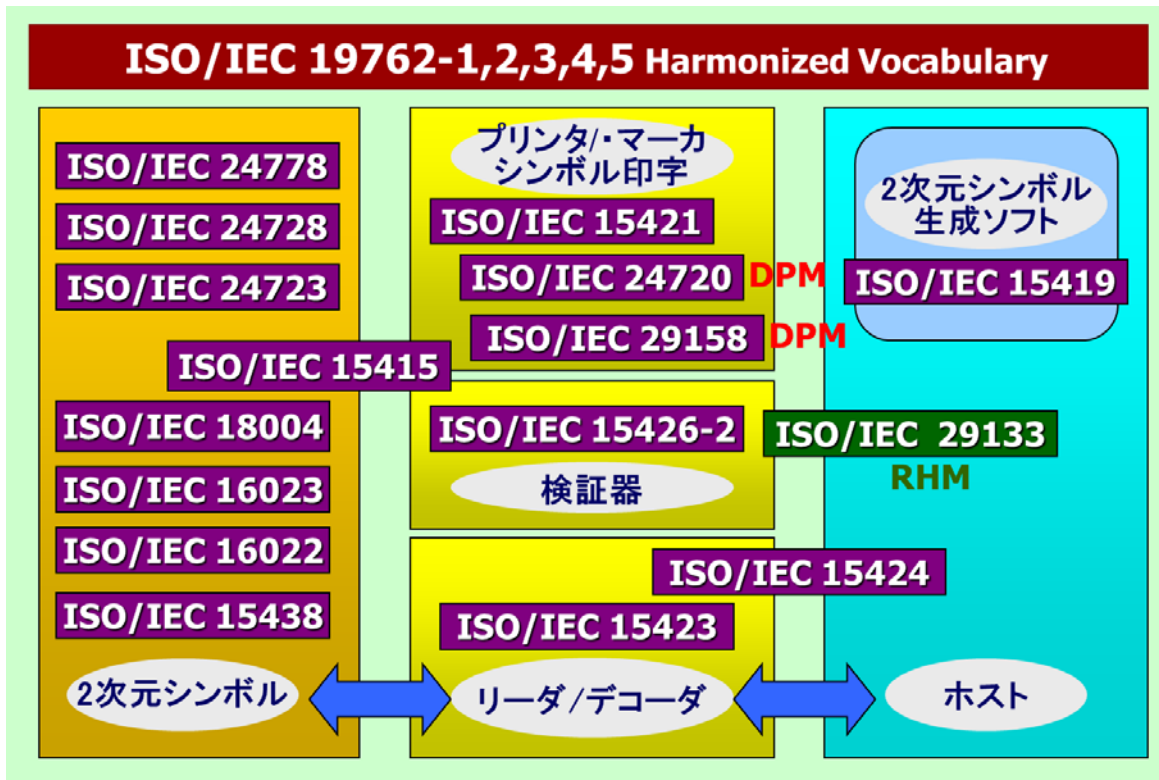 ISO/IEC 19762-1,2,3,4,5 Harmonized Vocabulary
ISO/IEC 24778
ISO/IEC 24728
ISO/IEC 24723
ISO/IEC 15415
ISO/IEC 18004
ISO/IEC 16023
ISO/IEC 16022
ISO/IEC 15438
2次元シンボル
プリンタ/・マーカ
シンボル印字
ISO/IEC 15421
ISO/IEC 24720 DPM
ISO/IEC 29158 DPM
ISO/IEC 15426-2
検証器
ISO/IEC 15424
ISO/IEC 15423
リーダ/デコーダ
2次元シンボル
生成ソフト
ISO/IEC 15419
ISO/IEC 29133
RHM
ホスト